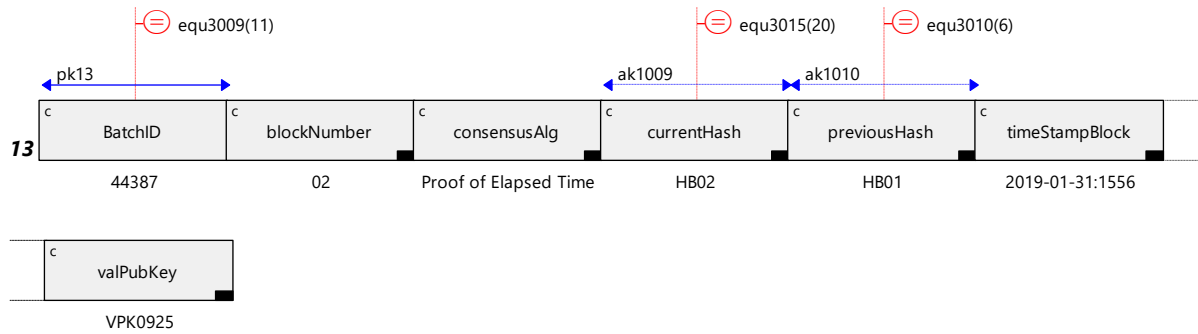 equ3009(11) equ3015(20) equ3010(6)
pk13 ak1009 ak1010
c c c c c c
BatchID blockNumber consensusAlg currentHash previousHash timeStampBlock
13
44387 02 Proof of Elapsed Time HB02 HB01 2019-01-31:1556
c
valPubKey
VPK0925